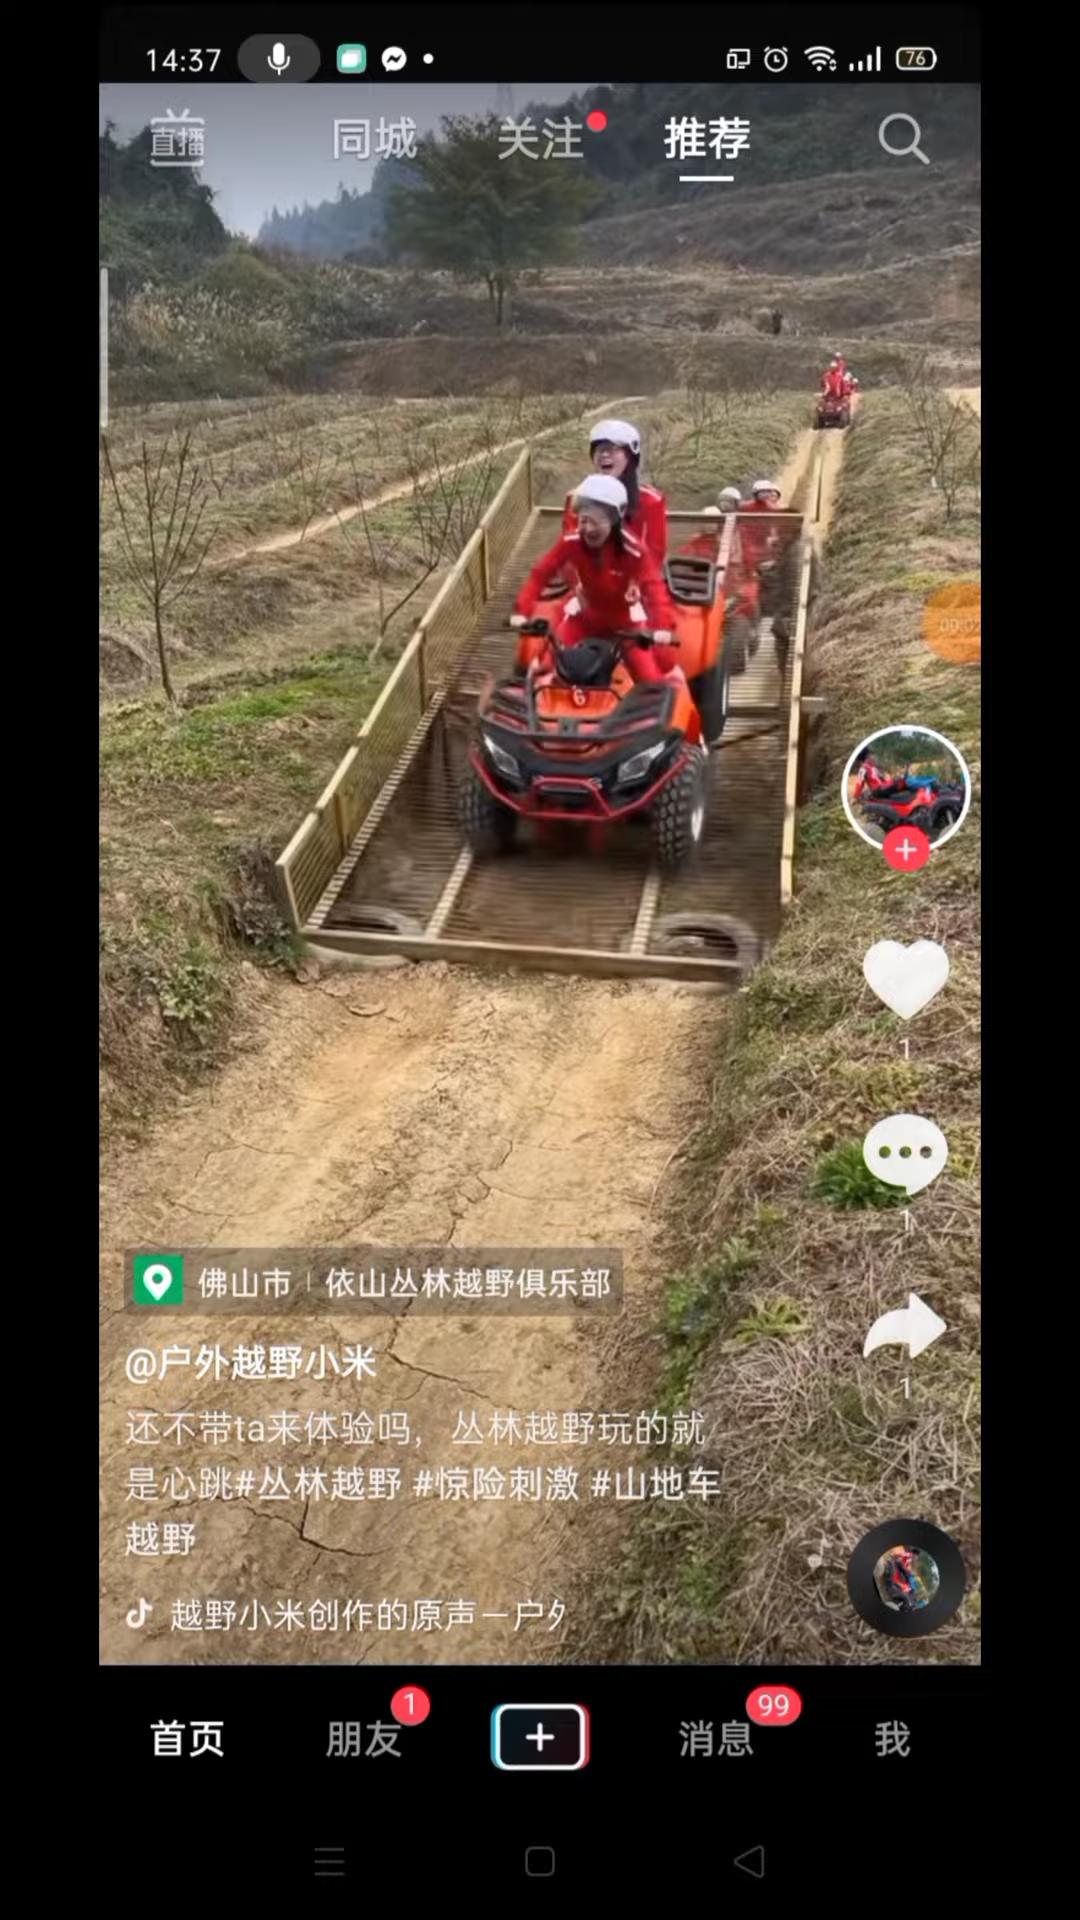 14:37
76
直播 同城 关注 推荐
6
佛山市 | 依山丛林越野俱乐部
@户外越野小米
还不带ta来体验吗，丛林越野玩的就
是心跳#丛林越野 #惊险刺激 #山地车
越野
越野小米创作的原声一户
1
1
1
首页 朋友 1 消息 99 我